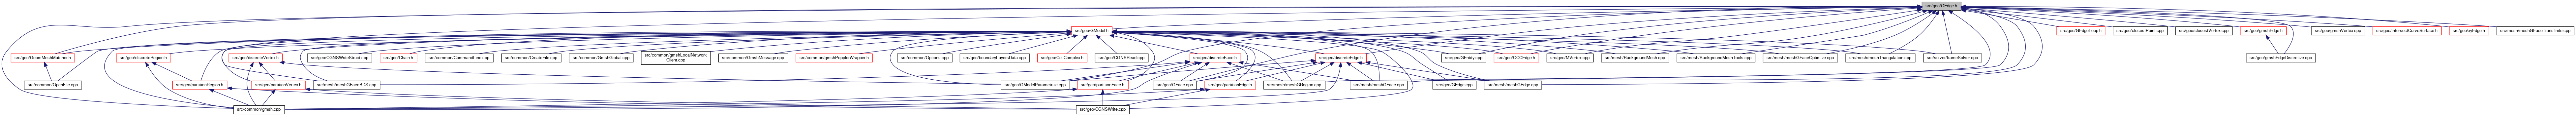 src/geo/GEdge.h
src/geo/GModel.h
src/geo/GEdgeLoop.h
src/geo/closestPoint.cpp
src/geo/closestVertex.cpp
src/geo/gmshEdge.h
src/geo/gmshVertex.cpp
src/geo/intersectCurveSurface.h
src/geo/xyEdge.h
src/mesh/meshGFaceTransfinite.cpp
src/geo/GeomMeshMatcher.h
src/geo/discreteRegion.h
src/geo/discreteVertex.h
src/geo/CGNSWriteStruct.cpp
src/geo/Chain.h
src/common/CommandLine.cpp
src/common/CreateFile.cpp
src/common/GmshGlobal.cpp
src/common/gmshLocalNetwork
Client.cpp
src/common/GmshMessage.cpp
src/common/gmshPopplerWrapper.h
src/common/Options.cpp
src/geo/boundaryLayersData.cpp
src/geo/CellComplex.h
src/geo/CGNSRead.cpp
src/geo/discreteFace.h
src/geo/discreteEdge.h
src/geo/GEntity.cpp
src/geo/OCCEdge.h
src/geo/MVertex.cpp
src/mesh/BackgroundMesh.cpp
src/mesh/BackgroundMeshTools.cpp
src/mesh/meshGFaceOptimize.cpp
src/mesh/meshTriangulation.cpp
src/solver/frameSolver.cpp
src/geo/gmshEdgeDiscretize.cpp
src/common/OpenFile.cpp
src/geo/partitionRegion.h
src/geo/partitionVertex.h
src/mesh/meshGFaceBDS.cpp
src/geo/GModelParametrize.cpp
src/geo/partitionFace.h
src/geo/GFace.cpp
src/geo/partitionEdge.h
src/mesh/meshGRegion.cpp
src/mesh/meshGFace.cpp
src/geo/GEdge.cpp
src/mesh/meshGEdge.cpp
src/common/gmsh.cpp
src/geo/CGNSWrite.cpp